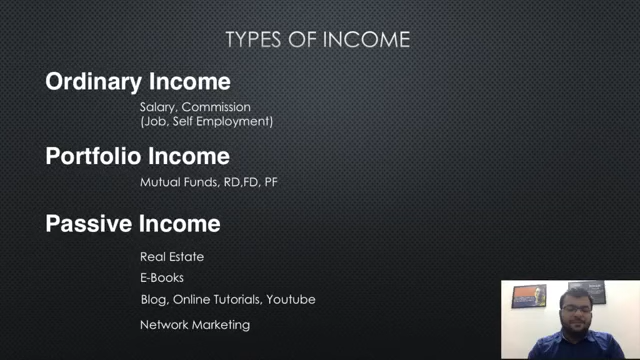 TYPES OF INCOME
Ordinary Income
Salary, Commission
(Job, Self Employment)
Portfolio Income
Mutual Funds, RD,FD, PF
Passive Income
Real Estate
E-Books
Blog, Online Tutorials, Youtube
Network Marketing